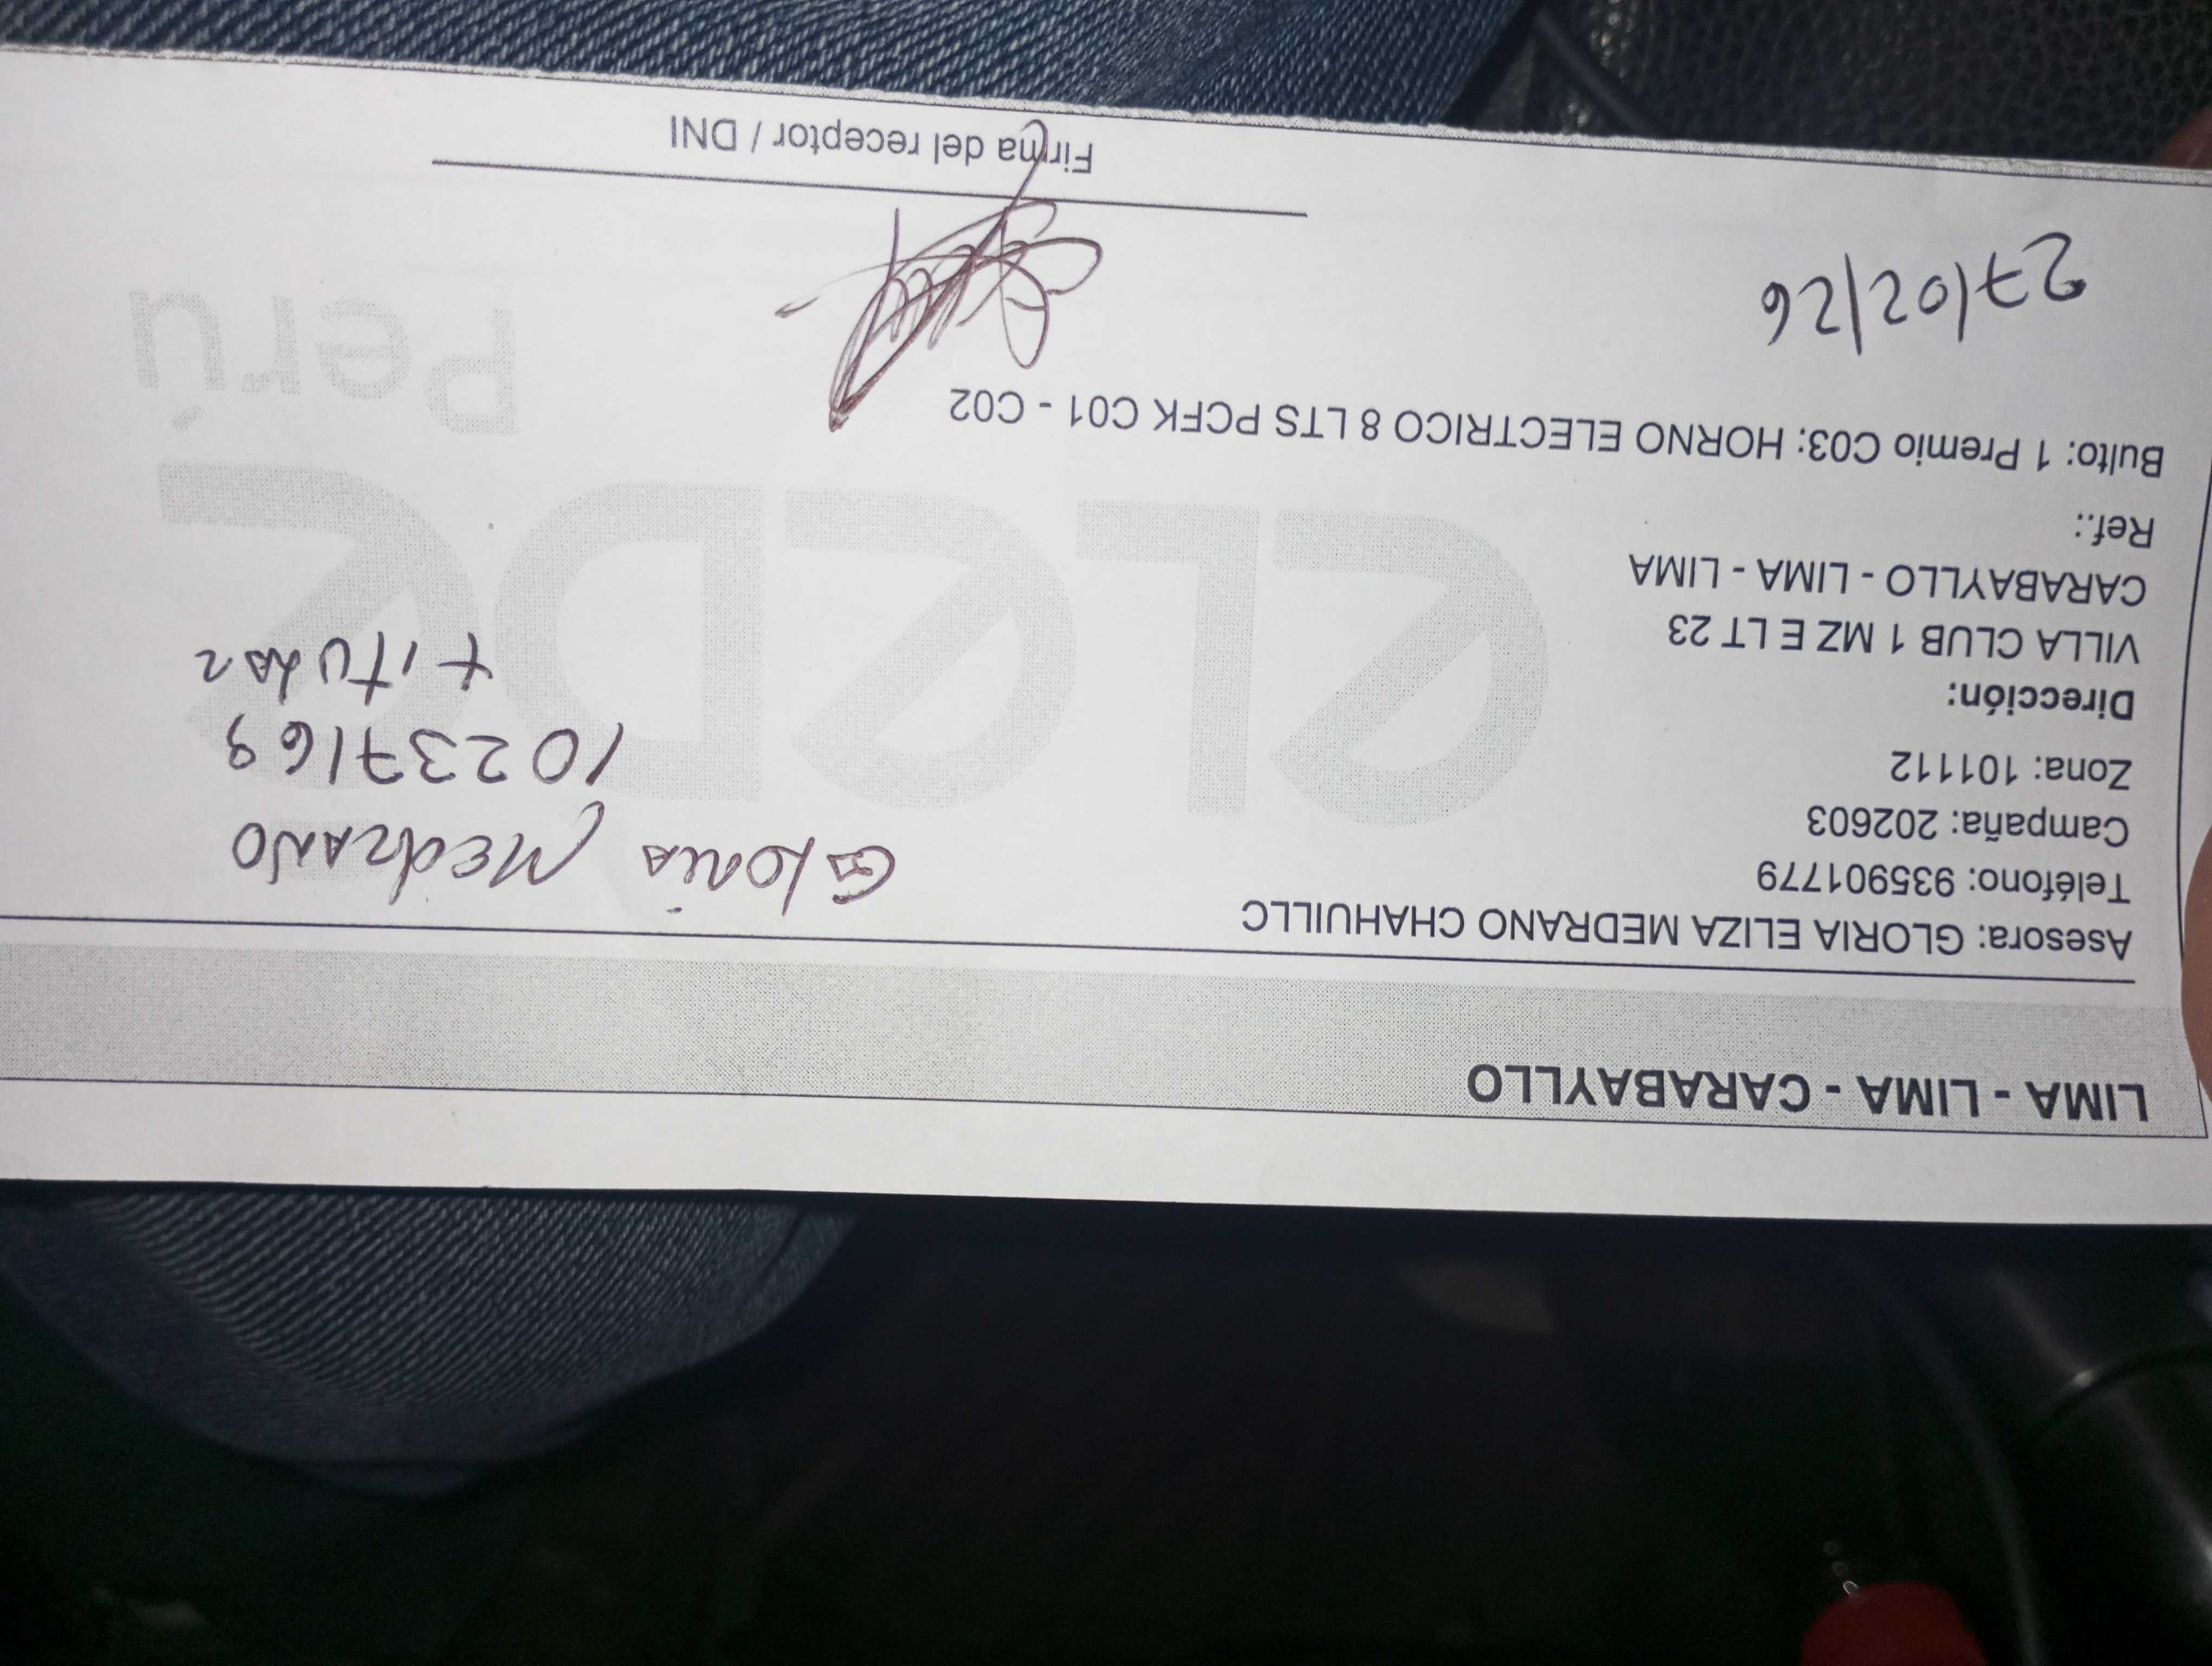 LIMA - LIMA - CARABAYLLO
Asesora: GLORIA ELIZA MEDRANO CHAHUILLC
Teléfono: 935901779
Campaña: 202603
Zona: 101112
Dirección:
VILLA CLUB 1 MZ E LT 23
CARABAYLLO - LIMA - LIMA
Ref.:
Bulto: 1 Premio C03: HORNO ELECTRICO 8 LTS PCFK C01 - C02
Gloria MEdRANO
10237169
titular
27/02/26
Perú
Firma del receptor / DNI